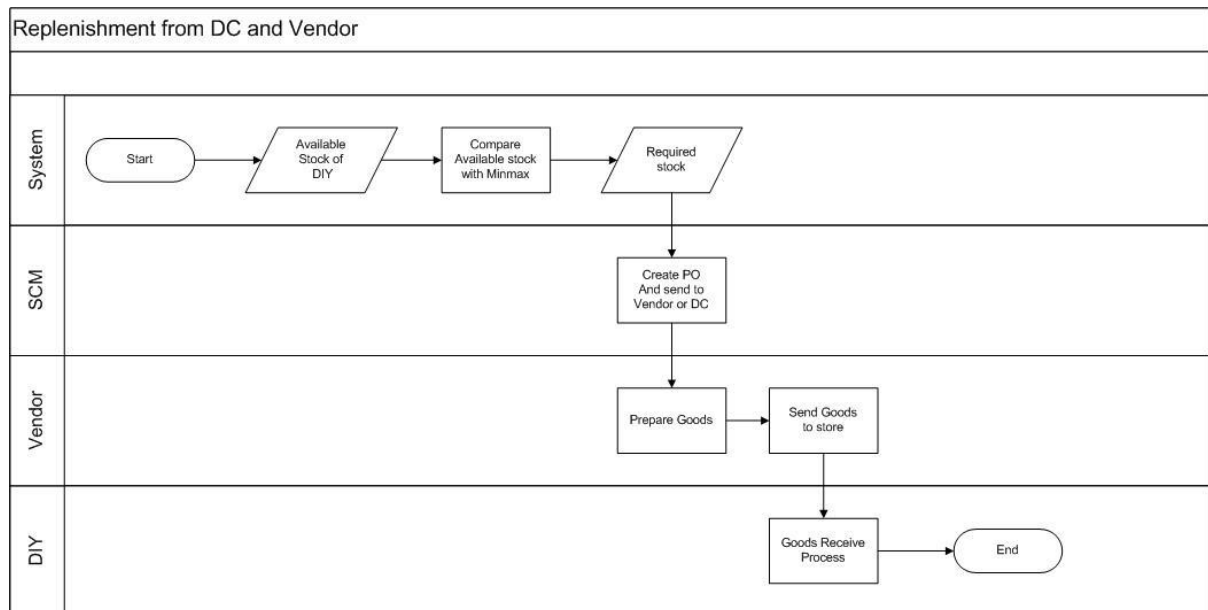 Replenishment from DC and Vendor
System
Start
Available
Stock of
DIY
Compare
Available stock
with Minmax
Required
stock
SCM
Create PO
And send to
Vendor or DC
Vendor
Prepare Goods
Send Goods
to store
DIY
Goods Receive
Process
End